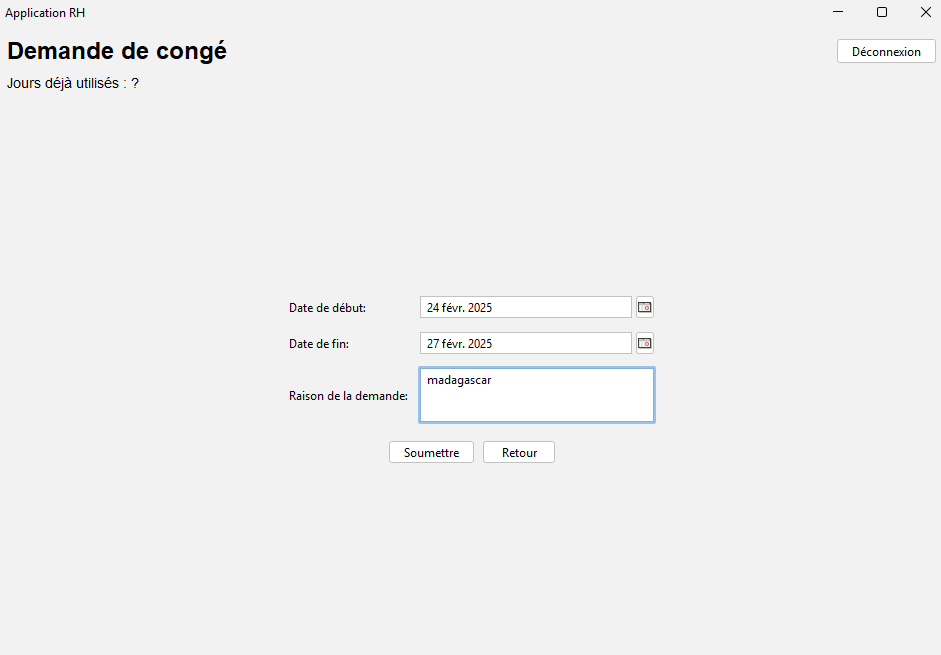 Application RH
Demande de congé
Déconnexion
Jours déjà utilisés : ?
Date de début: 24 févr. 2025
Date de fin: 27 févr. 2025
Raison de la demande: madagascar
Soumettre Retour